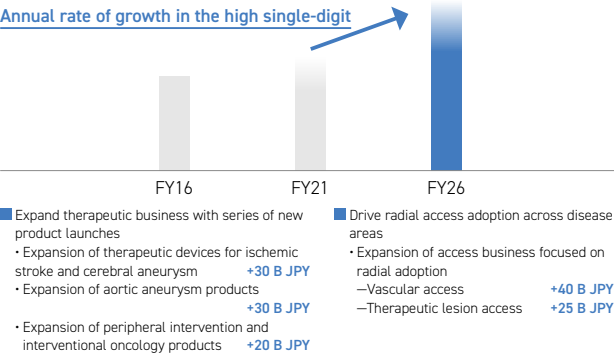 Annual rate of growth in the high single-digit
FY16
FY21
FY26
Expand therapeutic business with series of new
product launches
・Expansion of therapeutic devices for ischemic
stroke and cerebral aneurysm +30 B JPY
・Expansion of aortic aneurysm products
+30 B JPY
・Expansion of peripheral intervention and
interventional oncology products +20 B JPY
Drive radial access adoption across disease
areas
・Expansion of access business focused on
radial adoption
—Vascular access +40 B JPY
—Therapeutic lesion access +25 B JPY